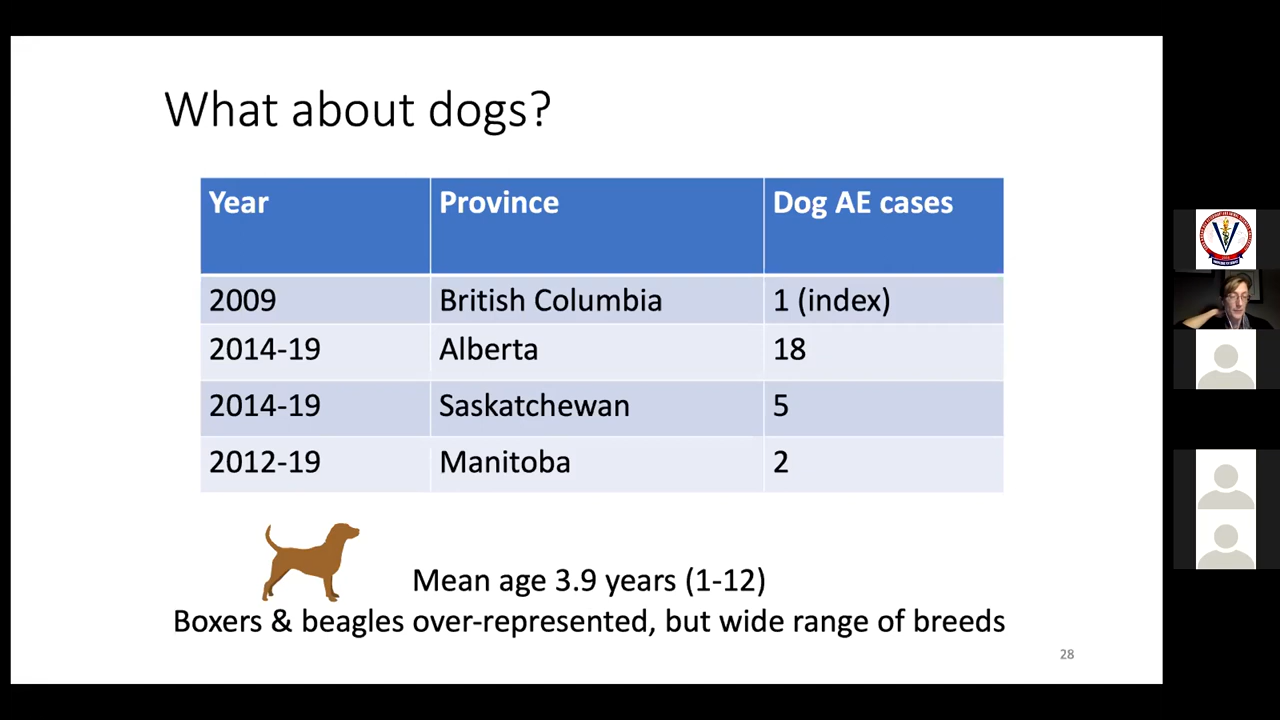 What about dogs?
Year Province Dog AE cases
2009 British Columbia 1 (index)
2014-19 Alberta 18
2014-19 Saskatchewan 5
2012-19 Manitoba 2
Mean age 3.9 years (1-12)
Boxers & beagles over-represented, but wide range of breeds
28